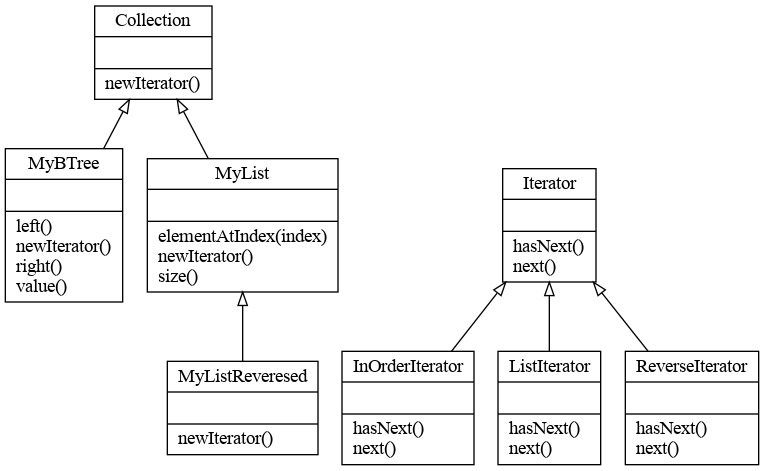 Collection
newIterator()
MyBTree
left()
newIterator()
right()
value()
MyList
elementAtIndex(index)
newIterator()
size()
Iterator
hasNext()
next()
MyListReveresed
newIterator()
InOrderIterator
hasNext()
next()
ListIterator
hasNext()
next()
ReverseIterator
hasNext()
next()